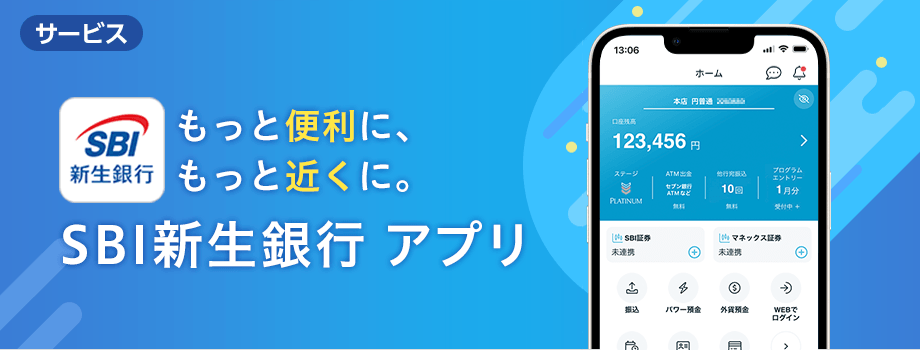 サービス
SBI
新生銀行
もっと便利に、
もっと近くに。
SBI新生銀行 アプリ
13:06
ホーム
本店 円普通
口座残高
123,456 円
ステージ
PLATINUM
ATM出金
セブン銀行
ATMなど
無料
他行宛振込
10回
無料
プログラム
エントリー
1月分
受付中 +
SBI証券
未連携
マネックス証券
未連携
振込
パワー預金
外貨預金
WEBで
ログイン